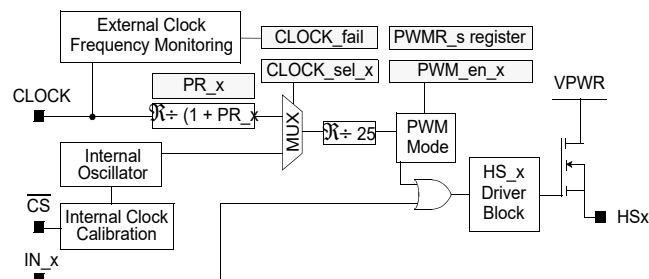 External Clock
Frequency Monitoring
CLOCK_fail
PWMR_s register
CLOCK_sel_x
PWM_en_x
PR_x
CLOCK
ℜ÷ (1 + PR_x
MUX
ℜ÷ 25
PWM
Mode
VPWR
Internal
Oscillator
HS_x
Driver
Block
CS
Internal Clock
Calibration
HSx
IN_x